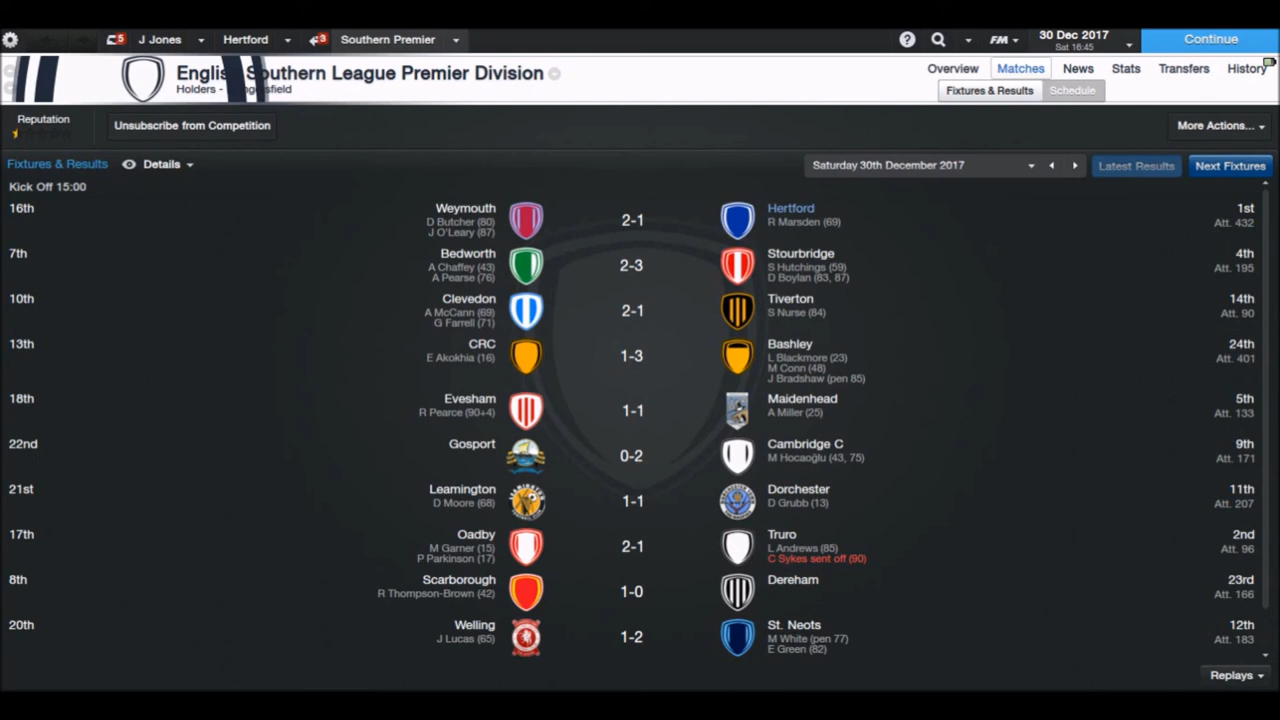 5 J Jones Hertford 3 Southern Premier ? FM 30 Dec 2017 Sat 16:45 Continue
English Southern League Premier Division
Holders -
Overview Matches News Stats Transfers History
Fixtures & Results Schedule
Reputation
Unsubscribe from Competition
More Actions...
Fixtures & Results Details Saturday 30th December 2017 Latest Results Next Fixtures
Kick Off 15:00
16th Weymouth 2-1 Hertford 1st
D Butcher (80) R Marsden (69) Att. 432
J O'Leary (87)
7th Bedworth 2-3 Stourbridge 4th
A Chaffey (43) S Hutchings (59) Att. 195
A Pearse (76) D Boylan (83, 87)
10th Clevedon 2-1 Tiverton 14th
A McCann (69) S Nurse (84) Att. 90
G Farrell (71)
13th CRC 1-3 Bashley 24th
E Akokhia (16) L Blackmore (23) Att. 401
M Conn (48)
J Bradshaw (pen 85)
18th Evesham 1-1 Maidenhead 5th
R Pearce (90+4) A Miller (25) Att. 133
22nd Gosport 0-2 Cambridge C 9th
M Hocaoğlu (43, 75) Att. 171
21st Leamington 1-1 Dorchester 11th
D Moore (68) D Grubb (13) Att. 207
17th Oadby 2-1 Truro 2nd
M Garner (15) L Andrews (85) Att. 96
P Parkinson (17) C Sykes sent off (90)
8th Scarborough 1-0 Dereham 23rd
R Thompson-Brown (42) Att. 166
20th Welling 1-2 St. Neots 12th
J Lucas (65) M White (pen 77) Att. 183
E Green (82)
Replays